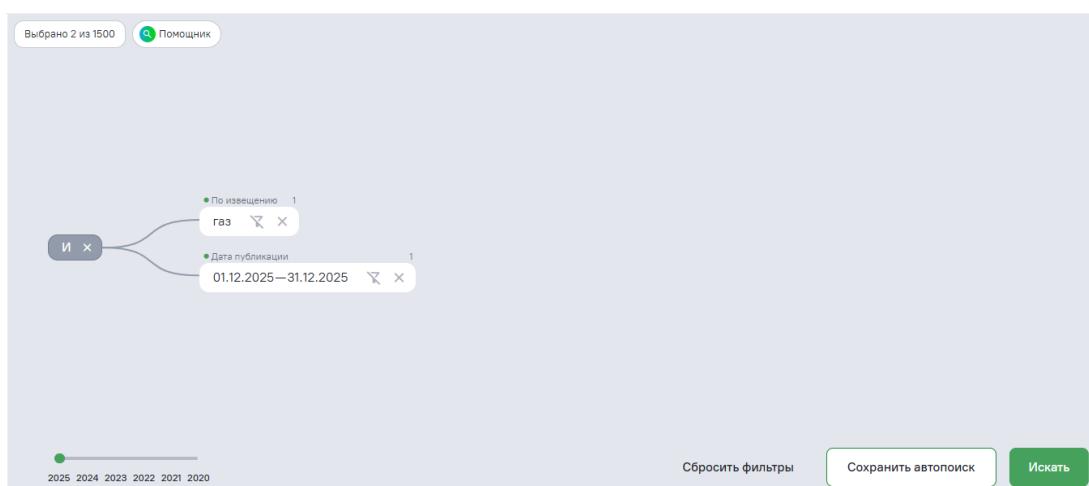 Выбрано 2 из 1500 Помощник
По извещению 1
газ
И
Дата публикации 1
01.12.2025—31.12.2025
2025 2024 2023 2022 2021 2020
Сбросить фильтры Сохранить автопоиск Искать